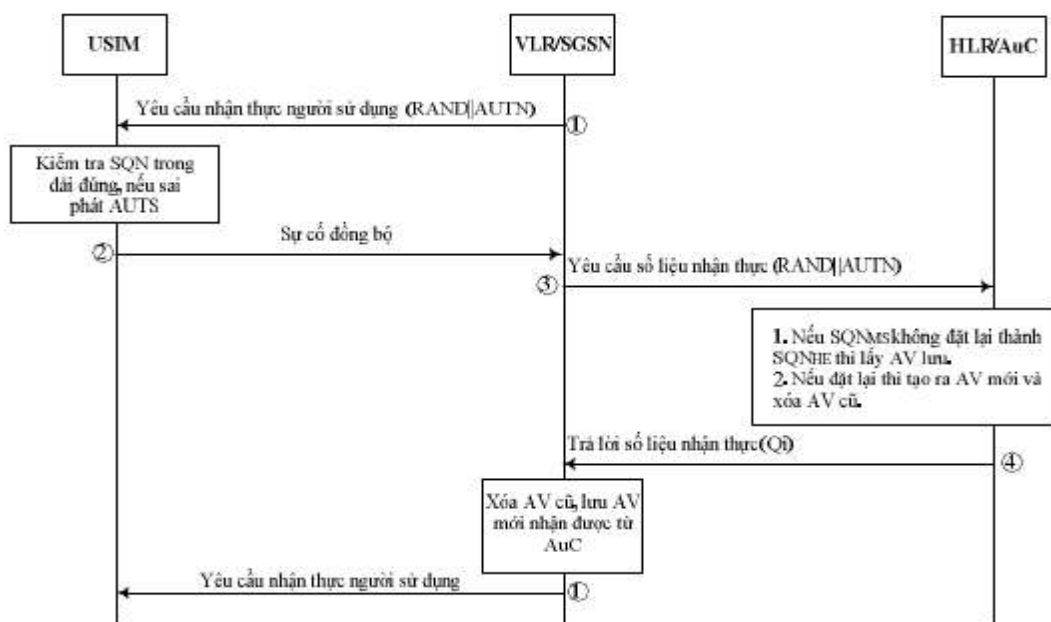 USIM
VLR/SGSN
HLR/AuC
Yêu cầu nhận thực người sử dụng (RAND||AUTN)
①
Kiểm tra SQN trong
dải đúng, nếu sai
phát AUTS
②
Sự cố đồng bộ
Yêu cầu số liệu nhận thực (RAND||AUTN)
③
1. Nếu SQNMS không đặt lại thành
SQNHE thì lấy AV lưu.
2. Nếu đặt lại thì tạo ra AV mới và
xóa AV cũ.
Trả lời số liệu nhận thực(Qi)
④
Xóa AV cũ, lưu AV
mới nhận được từ
AuC
Yêu cầu nhận thực người sử dụng
①